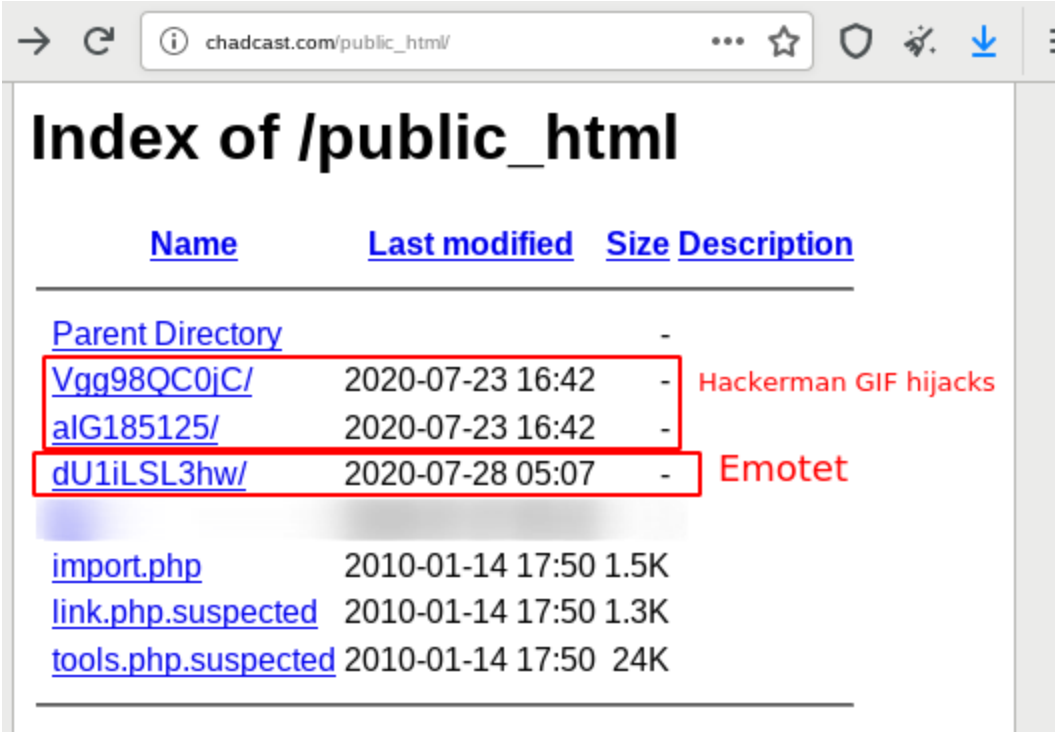 chadcast.com/public_html/
Index of /public_html
Name Last modified Size Description
Parent Directory -
Vgg98QC0jC/ 2020-07-23 16:42 - Hackerman GIF hijacks
alG185125/ 2020-07-23 16:42 -
dU1iLSL3hw/ 2020-07-28 05:07 - Emotet
import.php 2010-01-14 17:50 1.5K
link.php.suspected 2010-01-14 17:50 1.3K
tools.php.suspected 2010-01-14 17:50 24K